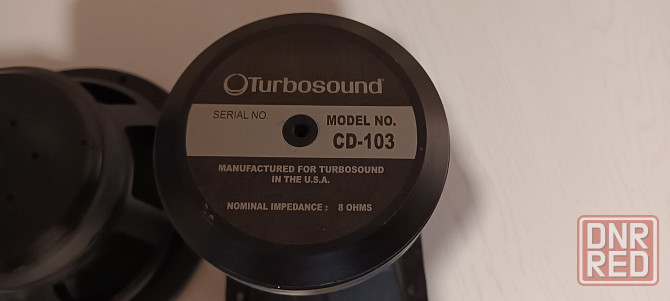 Turbosound
SERIAL NO.
MODEL NO.
CD-103
MANUFACTURED FOR TURBOSOUND
IN THE U.S.A.
NOMINAL IMPEDANCE : 8 OHMS
DNR
RED